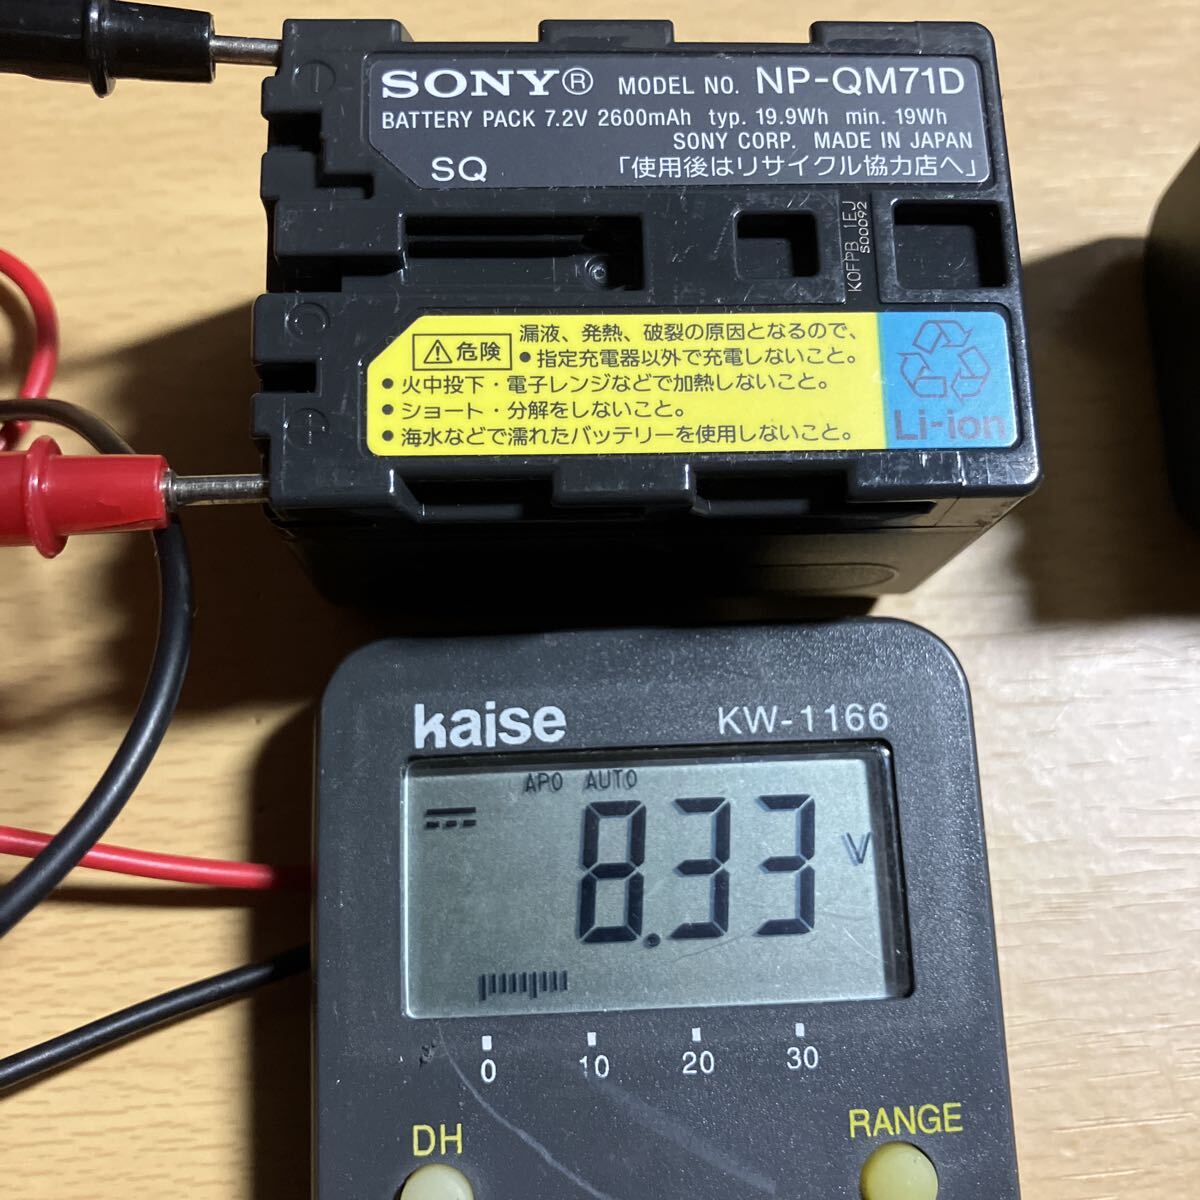 SONY® MODEL NO. NP-QM71D
BATTERY PACK 7.2V 2600mAh typ. 19.9Wh min. 19Wh
SONY CORP. MADE IN JAPAN
SQ 「使用後はリサイクル協力店へ」
KOFPB 1EJ
S00092
C
⚠危険 漏液、発熱、破裂の原因となるので、
•指定充電器以外で充電しないこと。
•火中投下・電子レンジなどで加熱しないこと。
•ショート・分解をしないこと。
•海水などで濡れたバッテリーを使用しないこと。
Li-ion
kaise KW-1166
APO AUTO
8.33 V
0 10 20 30
DH RANGE